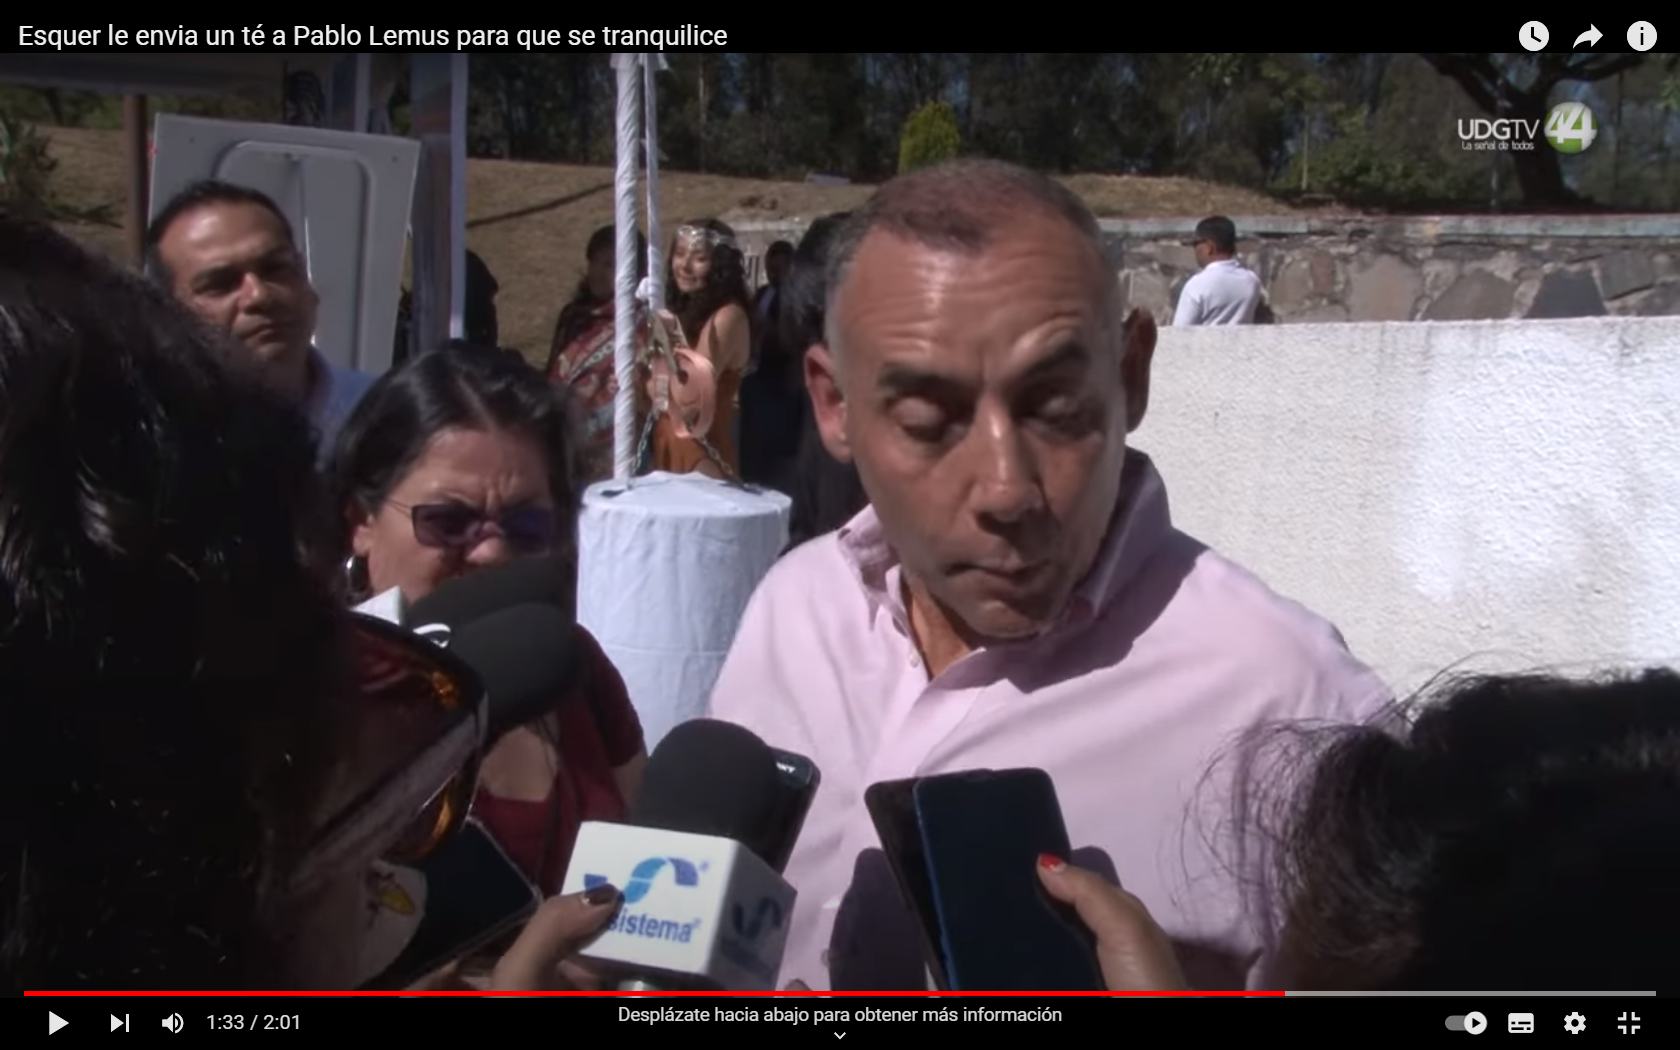 Esquer le envia un té a Pablo Lemus para que se tranquilice
UDGTV 44
La señal de todos
sistema
1:33 / 2:01
Desplázate hacia abajo para obtener más información